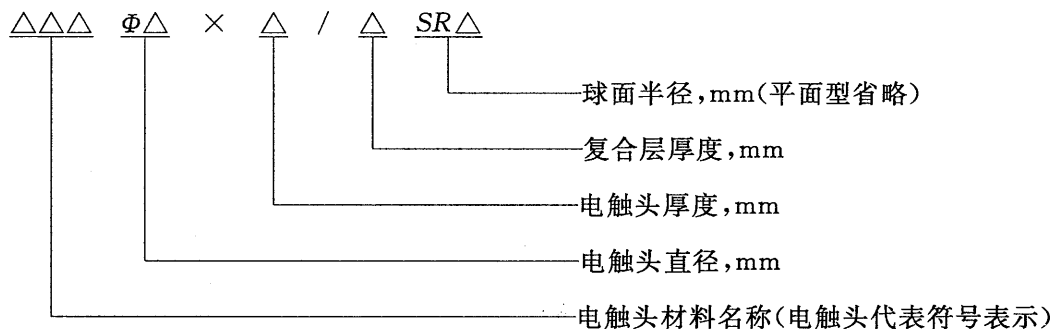 △△△ Φ△ × △ / △ SR△
球面半径,mm(平面型省略)
复合层厚度,mm
电触头厚度,mm
电触头直径,mm
电触头材料名称(电触头代表符号表示)